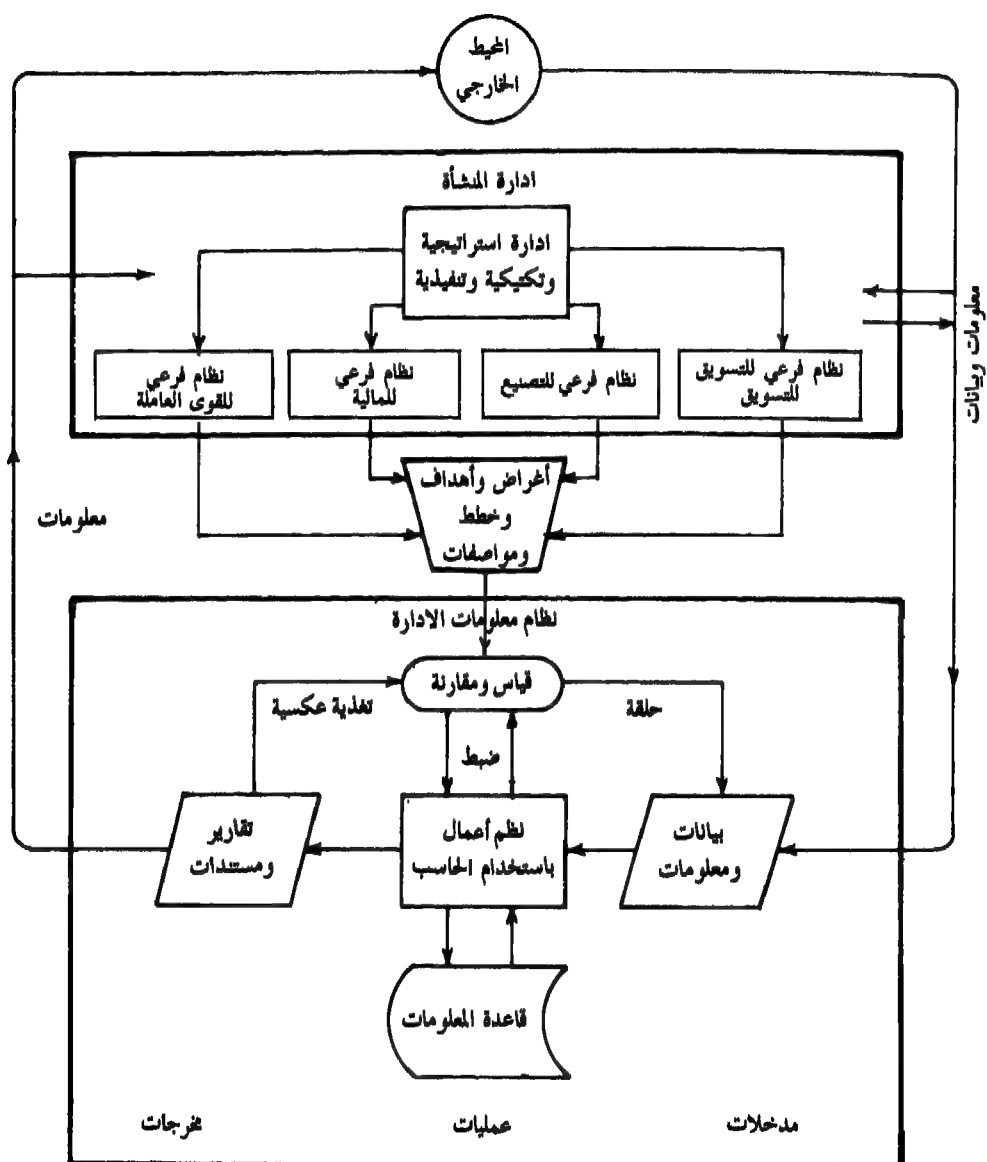 المحيط
الخارجي
ادارة المنشأة
ادارة استراتيجية
وتكتيكية وتنفيذية
نظام فرعي للتسويق
للتسويق
نظام فرعي للتصنيع
نظام فرعي
للمالية
نظام فرعي
للقوى العاملة
معلومات وبيانات
أغراض وأهداف
وخطط
ومواصفات
معلومات
نظام معلومات الادارة
قياس ومقارنة
حلقة
تغذية عكسية
ضبط
بيانات
ومعلومات
نظم أعمال
باستخدام الحاسب
تقارير
ومستندات
قاعدة المعلومات
مدخلات
عمليات
مخرجات